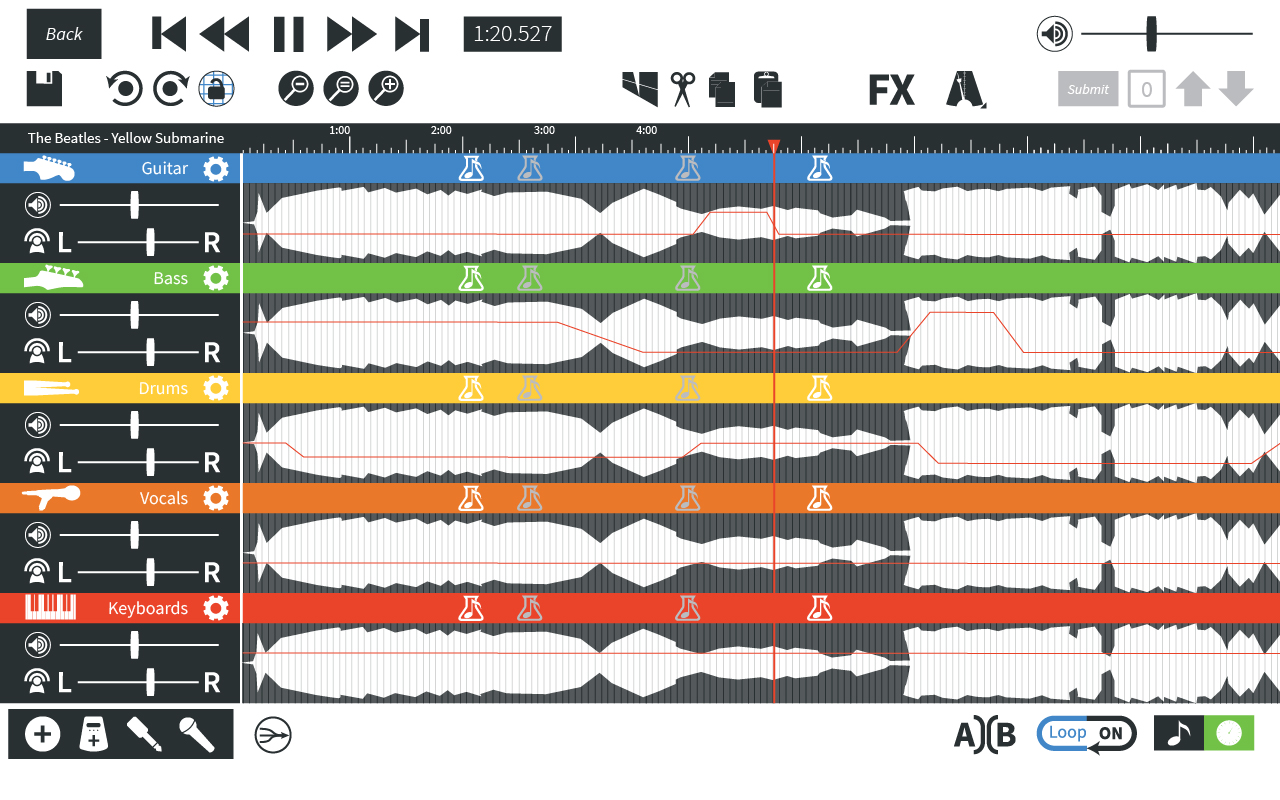 Back
1:20.527
FX
Submit
0
The Beatles - Yellow Submarine
1:00 2:00 3:00 4:00
Guitar
L R
Bass
L R
Drums
L R
Vocals
L R
Keyboards
L R
A B
Loop ON